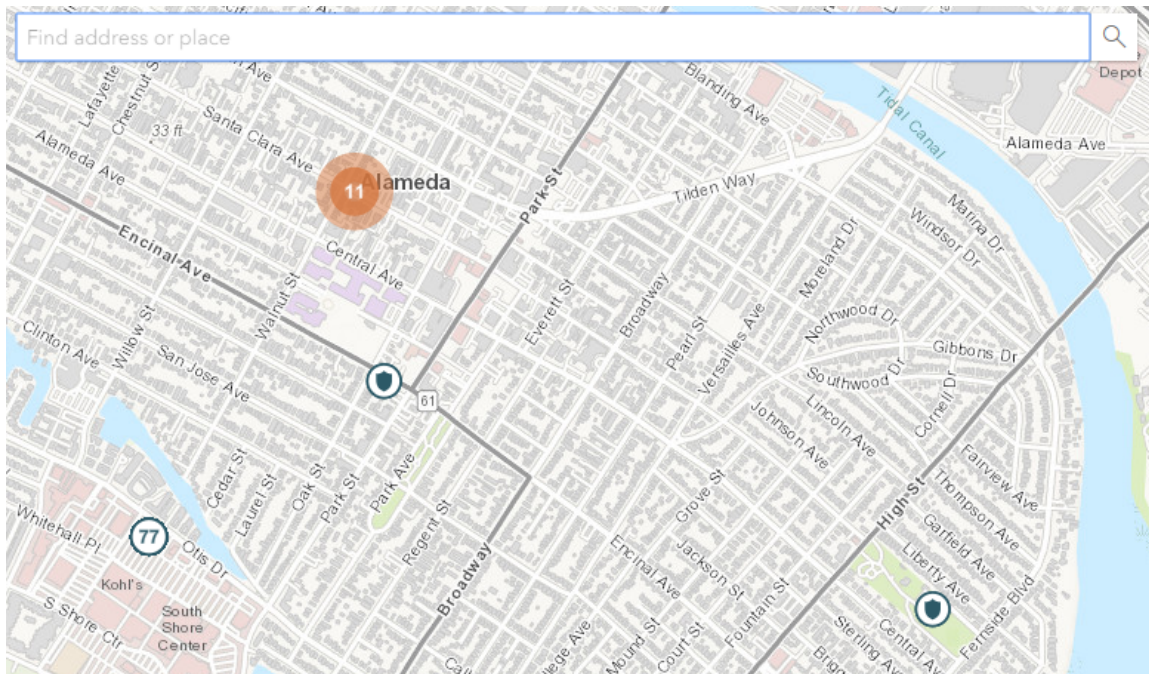 Find address or place
Depot
Lafayette
Chestnut St
Ave
Blanding Ave
Tidal Canal
Alameda Ave
33 ft
Santa Clara Ave
Alameda Ave
11
Alameda
Park St
Tilden Way
Marina Dr
Windsor Dr
Moreland Dr
Encinal Ave
Central Ave
Walnut St
Willow St
Everett St
Broadway
Pearl St
Versailles Ave
Northwood Dr
Gibbons Dr
Southwood Dr
Cornell Dr
Clinton Ave
San Jose Ave
61
Lincoln Ave
Johnson Ave
Cedar St
Laurel St
Oak St
Park St
Park Ave
Regent St
Grove St
High St
Fairview Ave
Thompson Ave
Garfield Ave
Liberty Ave
77
Whitehall Pl
Otis Dr
Kohl's
South
Shore
Center
S Shore Ctr
Broadway
Encinal Ave
Jackson St
Fountain St
Court St
Mound St
Fernside Blvd
Central Av
Sterling Ave